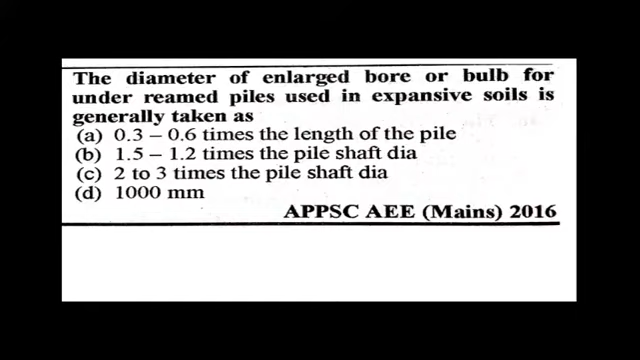 The diameter of enlarged bore or bulb for
under reamed piles used in expansive soils is
generally taken as
(a) 0.3 – 0.6 times the length of the pile
(b) 1.5 – 1.2 times the pile shaft dia
(c) 2 to 3 times the pile shaft dia
(d) 1000 mm
APPSC AEE (Mains) 2016